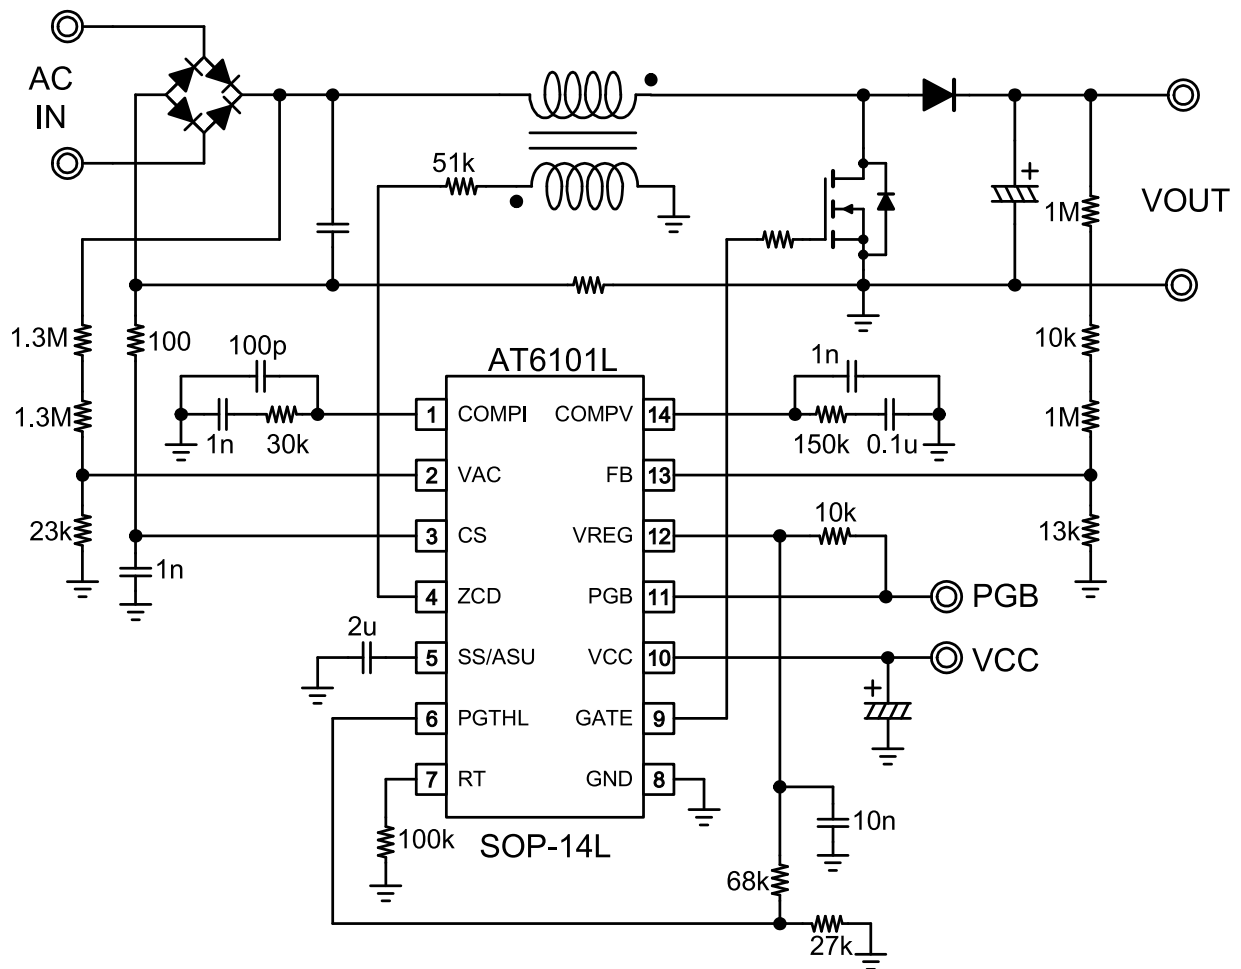 AC
IN
51k
+
1M
VOUT
1.3M
100
100p
AT6101L
1n
10k
1.3M
1n
30k
1 COMPI
COMPV 14
150k
0.1u
1M
2 VAC
FB 13
23k
3 CS
VREG 12
10k
13k
1n
4 ZCD
PGB 11
PGB
2u
5 SS/ASU
VCC 10
VCC
+
6 PGTHL
GATE 9
7 RT
GND 8
100k
SOP-14L
10n
68k
27k